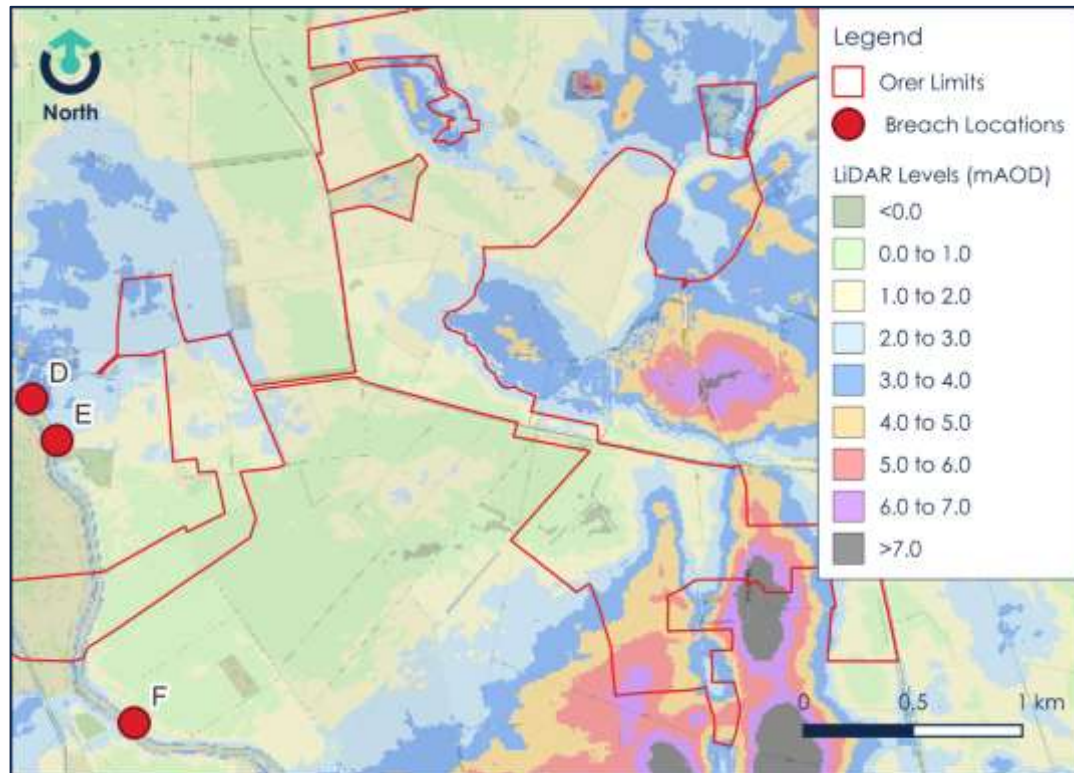 North
D
E
F
Legend
Orer Limits
Breach Locations
LiDAR Levels (mAOD)
<0.0
0.0 to 1.0
1.0 to 2.0
2.0 to 3.0
3.0 to 4.0
4.0 to 5.0
5.0 to 6.0
6.0 to 7.0
>7.0
0 0.5 1 km